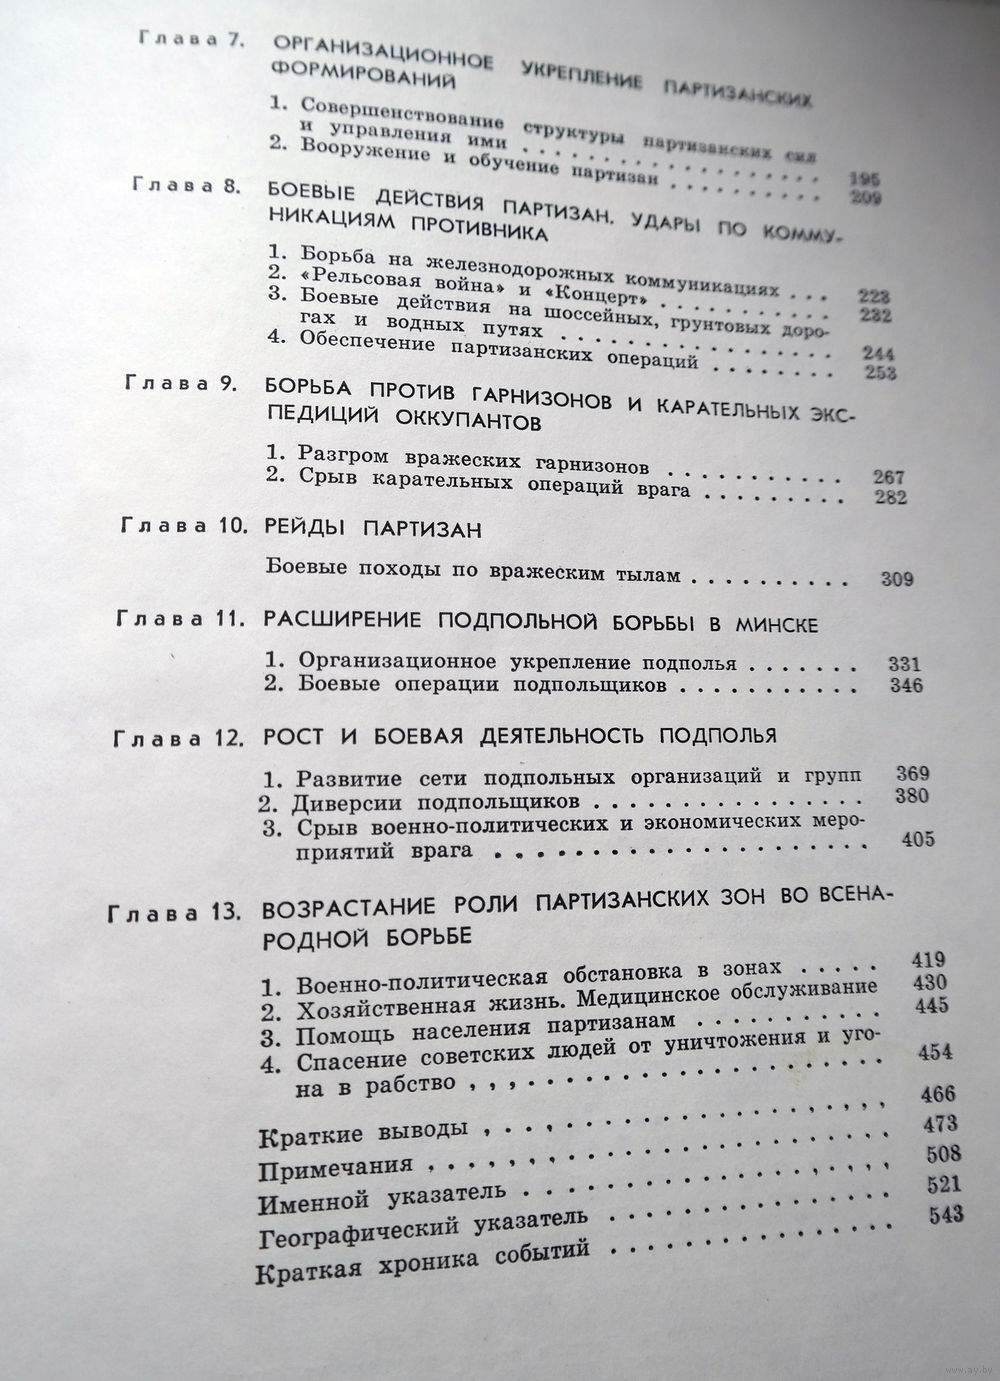 Глава 7. ОРГАНИЗАЦИОННОЕ УКРЕПЛЕНИЕ ПАРТИЗАНСКИХ
ФОРМИРОВАНИЙ
1. Совершенствование структуры партизанских сил
и управления ими . . . . . . . . . . . . . . . 195
2. Вооружение и обучение партизан . . . . . . . . 209
Глава 8. БОЕВЫЕ ДЕЙСТВИЯ ПАРТИЗАН. УДАРЫ ПО КОММУ-
НИКАЦИЯМ ПРОТИВНИКА
1. Борьба на железнодорожных коммуникациях . . . 223
2. «Рельсовая война» и «Концерт» . . . . . . . . . 232
3. Боевые действия на шоссейных, грунтовых доро-
гах и водных путях . . . . . . . . . . . . . . 244
4. Обеспечение партизанских операций . . . . . . . 253
Глава 9. БОРЬБА ПРОТИВ ГАРНИЗОНОВ И КАРАТЕЛЬНЫХ ЭКС-
ПЕДИЦИЙ ОККУПАНТОВ
1. Разгром вражеских гарнизонов . . . . . . . . . . 267
2. Срыв карательных операций врага . . . . . . . . 282
Глава 10. РЕЙДЫ ПАРТИЗАН
Боевые походы по вражеским тылам . . . . . . . . . 309
Глава 11. РАСШИРЕНИЕ ПОДПОЛЬНОЙ БОРЬБЫ В МИНСКЕ
1. Организационное укрепление подполья . . . . . . . 331
2. Боевые операции подпольщиков . . . . . . . . . . 346
Глава 12. РОСТ И БОЕВАЯ ДЕЯТЕЛЬНОСТЬ ПОДПОЛЬЯ
1. Развитие сети подпольных организаций и групп 369
2. Диверсии подпольщиков . . . . . . . . . . . . . . . 380
3. Срыв военно-политических и экономических меро-
приятий врага . . . . . . . . . . . . . . . . . . 405
Глава 13. ВОЗРАСТАНИЕ РОЛИ ПАРТИЗАНСКИХ ЗОН ВО ВСЕНА-
РОДНОЙ БОРЬБЕ
1. Военно-политическая обстановка в зонах . . . . . 419
2. Хозяйственная жизнь. Медицинское обслуживание 430
3. Помощь населения партизанам . . . . . . . . . . 445
4. Спасение советских людей от уничтожения и уго-
на в рабство . . . . . . . . . . . . . . . . . . . . 454
Краткие выводы . . . . . . . . . . . . . . . . . . . 466
Примечания . . . . . . . . . . . . . . . . . . . . . 473
Именной указатель . . . . . . . . . . . . . . . . . 508
Географический указатель . . . . . . . . . . . . . . 521
Краткая хроника событий . . . . . . . . . . . . . . 543
www.ay.by